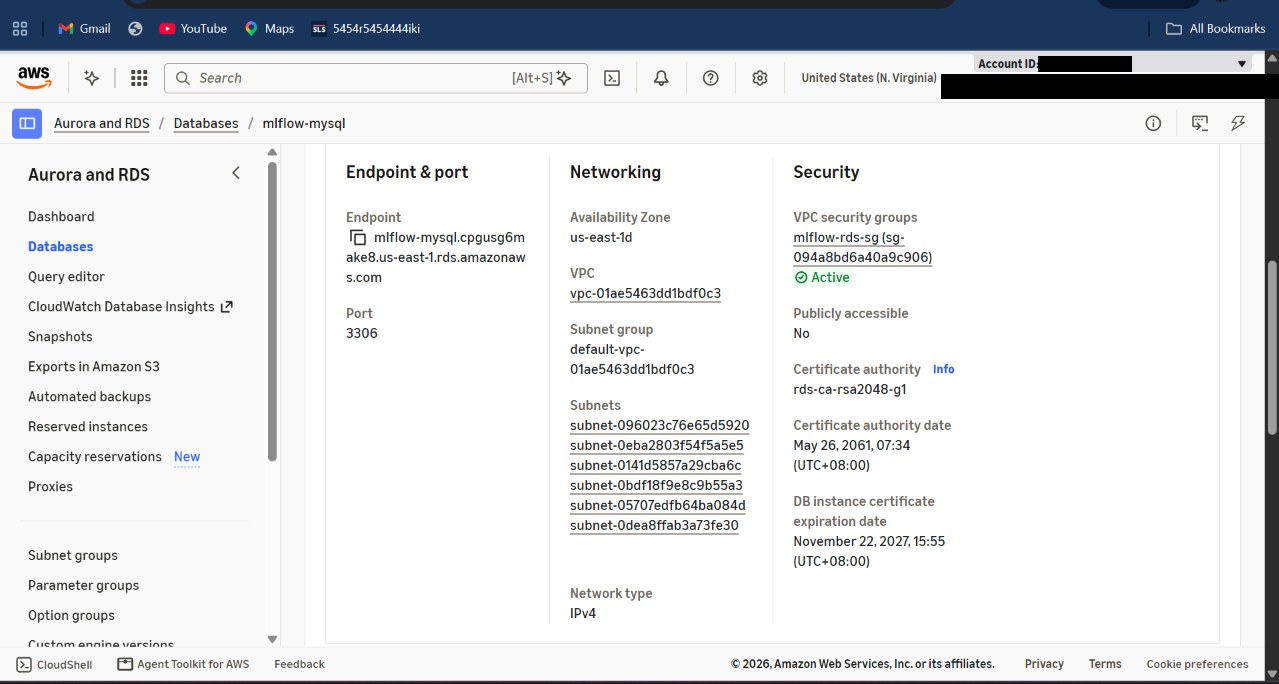 Gmail
YouTube
Maps
SLS
5454r5454444iki
All Bookmarks
aws
Search
[Alt+S]
United States (N. Virginia)
Account ID:
Aurora and RDS / Databases / mlflow-mysql
Aurora and RDS
Dashboard
Databases
Query editor
CloudWatch Database Insights
Snapshots
Exports in Amazon S3
Automated backups
Reserved instances
Capacity reservations New
Proxies
Subnet groups
Parameter groups
Option groups
Custom engine versions
Endpoint & port
Endpoint
mlflow-mysql.cpgusg6m
ake8.us-east-1.rds.amazonaw
s.com
Port
3306
Networking
Availability Zone
us-east-1d
VPC
vpc-01ae5463dd1bdf0c3
Subnet group
default-vpc-
01ae5463dd1bdf0c3
Subnets
subnet-096023c76e65d5920
subnet-0eba2803f54f5a5e5
subnet-0141d5857a29cba6c
subnet-0bdf18f9e8c9b55a3
subnet-05707edfb64ba084d
subnet-0dea8ffab3a73fe30
Network type
IPv4
Security
VPC security groups
mlflow-rds-sg (sg-
094a8bd6a40a9c906)
Active
Publicly accessible
No
Certificate authority Info
rds-ca-rsa2048-g1
Certificate authority date
May 26, 2061, 07:34
(UTC+08:00)
DB instance certificate
expiration date
November 22, 2027, 15:55
(UTC+08:00)
CloudShell
Agent Toolkit for AWS
Feedback
© 2026, Amazon Web Services, Inc. or its affiliates.
Privacy
Terms
Cookie preferences